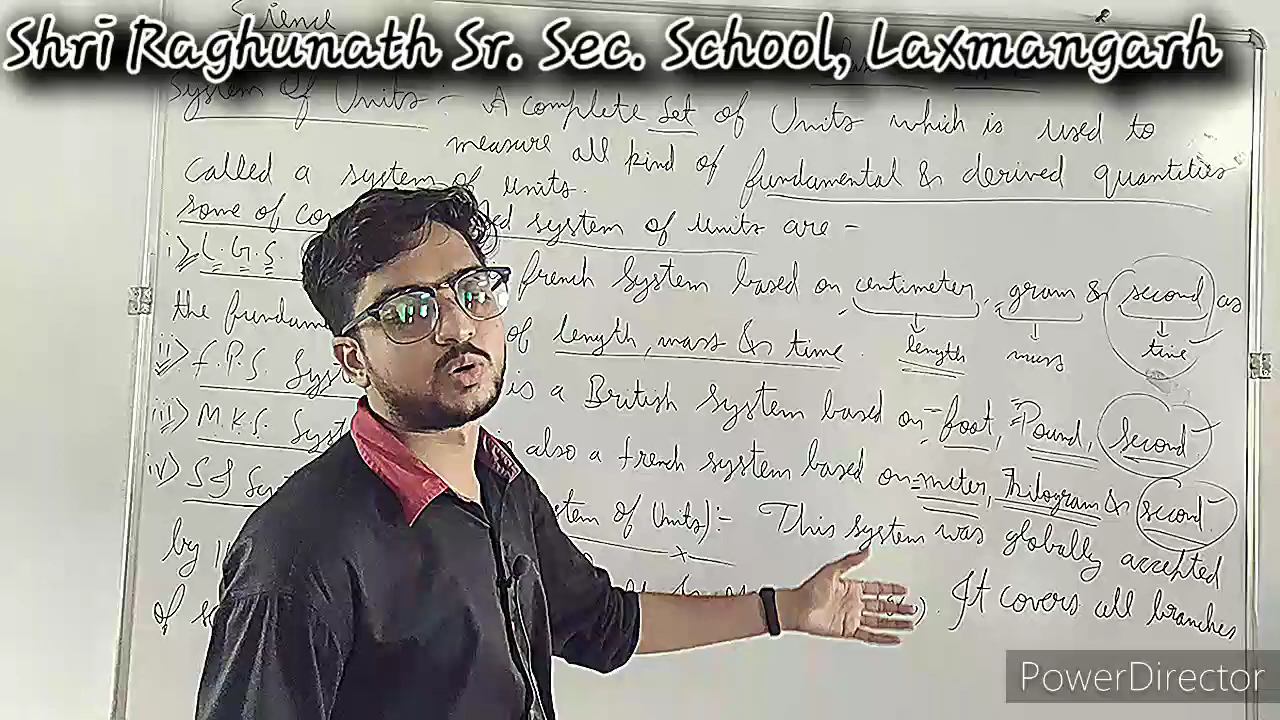 Science
Shri Raghunath Sr. Sec. School, Laxmangarh
System of Units :- A complete set of Units which is used to
measure all kind of fundamental & derived quantities
called a system of units.
some of system of units are -
i) C.G.S. french System based on centimeter, gram & second as
the of length, mass & time. length mass time
ii) F.P.S. is a British System based on foot, Pound, second
iii) M.K.S. also a french system based on meter, Kilogram & second.
iv) SI of Units) :- This system was globally accepted
by
of It covers all branches
PowerDirector